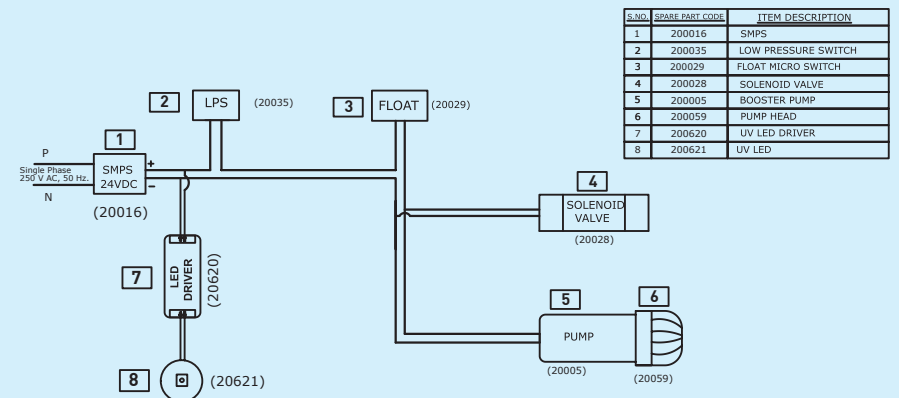 S.NO. SPARE PART CODE ITEM DESCRIPTION
1 200016 SMPS
2 200035 LOW PRESSURE SWITCH
3 200029 FLOAT MICRO SWITCH
4 200028 SOLENOID VALVE
5 200005 BOOSTER PUMP
6 200059 PUMP HEAD
7 200620 UV LED DRIVER
8 200621 UV LED
2 LPS (20035)
3 FLOAT (20029)
1
P
Single Phase
250 V AC, 50 Hz.
N
SMPS
24VDC
+
−
(20016)
4
SOLENOID
VALVE
(20028)
7
LED
DRIVER
(20620)
5
6
PUMP
(20005)
(20059)
8
(20621)